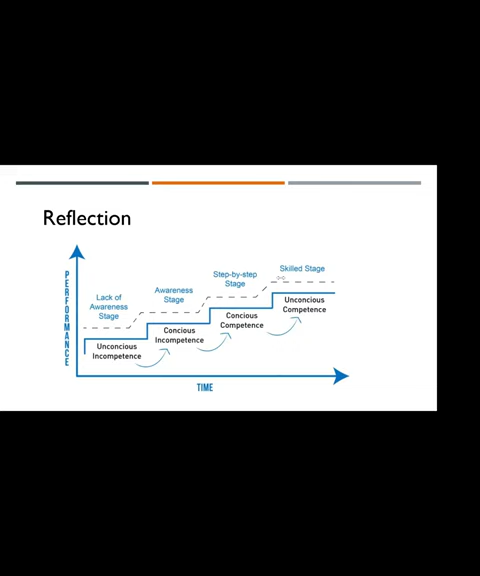 Reflection
PERFORMANCE
Lack of
Awareness
Stage
Unconcious
Incompetence
Awareness
Stage
Concious
Incompetence
Step-by-step
Stage
Concious
Competence
Skilled Stage
Unconcious
Competence
TIME